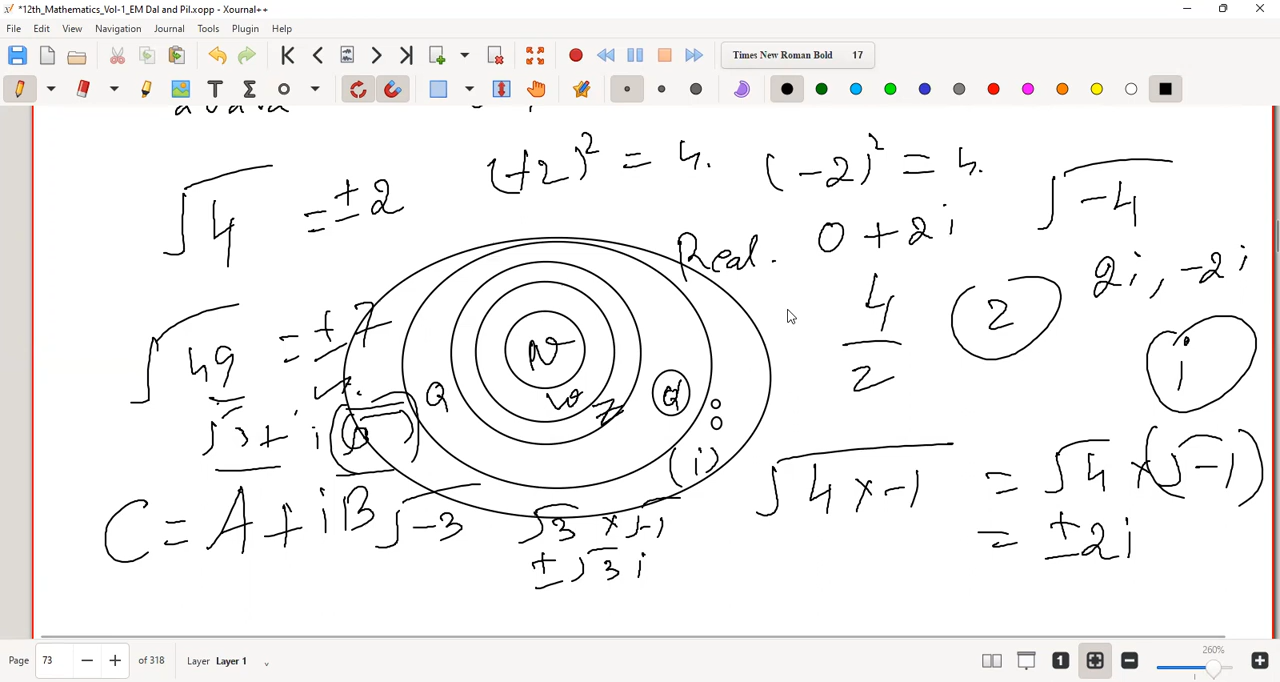 *12th_Mathematics_Vol-1_EM Dal and Pil.xopp - Xournal++
File Edit View Navigation Journal Tools Plugin Help
Times New Roman Bold 17
√4 = ±2
(+2)² = 4.
(-2)² = 4.
√-4
Real.
0 + 2i
2i, -2i
4/2
2
i
√49 = ±7
N
W
Z
Q
Q'
(i)
√3 + i
√4 × -1 = √4 × (√-1)
= ±2i
C = A + iB
√-3
√3 × √-1
± √3 i
Page 73 of 318 Layer Layer 1 260%